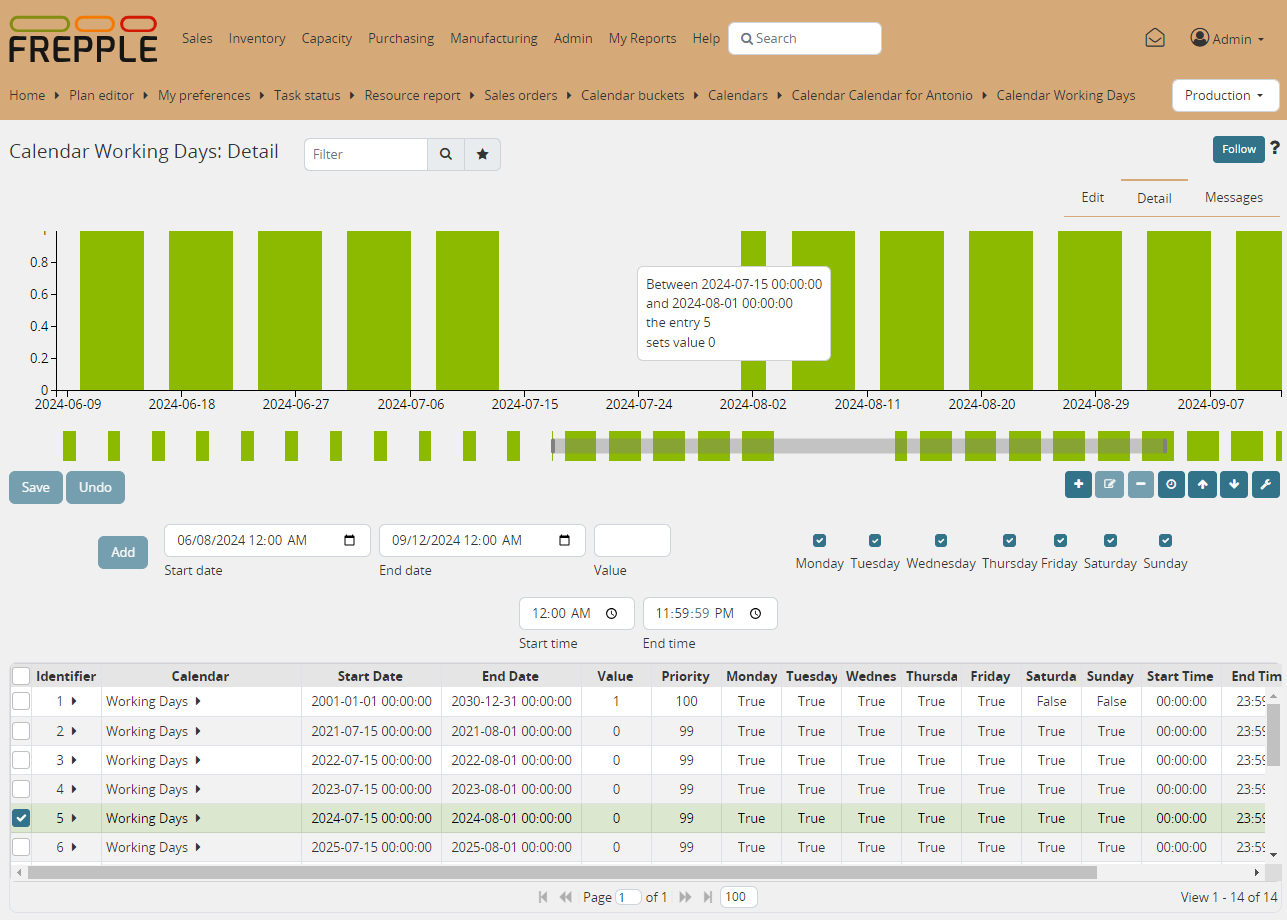 FREPPLE
Sales Inventory Capacity Purchasing Manufacturing Admin My Reports Help Search Admin
Home Plan editor My preferences Task status Resource report Sales orders Calendar buckets Calendars Calendar Calendar for Antonio Calendar Working Days Production
Calendar Working Days: Detail Filter Follow ?
Edit Detail Messages
0.8
0.6
0.4
0.2
0
Between 2024-07-15 00:00:00
and 2024-08-01 00:00:00
the entry 5
sets value 0
2024-06-09 2024-06-18 2024-06-27 2024-07-06 2024-07-15 2024-07-24 2024-08-02 2024-08-11 2024-08-20 2024-08-29 2024-09-07
Save Undo
Add 06/08/2024 12:00 AM 09/12/2024 12:00 AM
Start date End date Value Monday Tuesday Wednesday Thursday Friday Saturday Sunday
12:00 AM 11:59:59 PM
Start time End time
Identifier Calendar Start Date End Date Value Priority Monday Tuesday Wednes Thursda Friday Saturda Sunday Start Time End Tim
1 Working Days 2001-01-01 00:00:00 2030-12-31 00:00:00 1 100 True True True True True False False 00:00:00 23:59
2 Working Days 2021-07-15 00:00:00 2021-08-01 00:00:00 0 99 True True True True True True True 00:00:00 23:59
3 Working Days 2022-07-15 00:00:00 2022-08-01 00:00:00 0 99 True True True True True True True 00:00:00 23:59
4 Working Days 2023-07-15 00:00:00 2023-08-01 00:00:00 0 99 True True True True True True True 00:00:00 23:59
5 Working Days 2024-07-15 00:00:00 2024-08-01 00:00:00 0 99 True True True True True True True 00:00:00 23:59
6 Working Days 2025-07-15 00:00:00 2025-08-01 00:00:00 0 99 True True True True True True True 00:00:00 23:59
Page 1 of 1 100 View 1 - 14 of 14